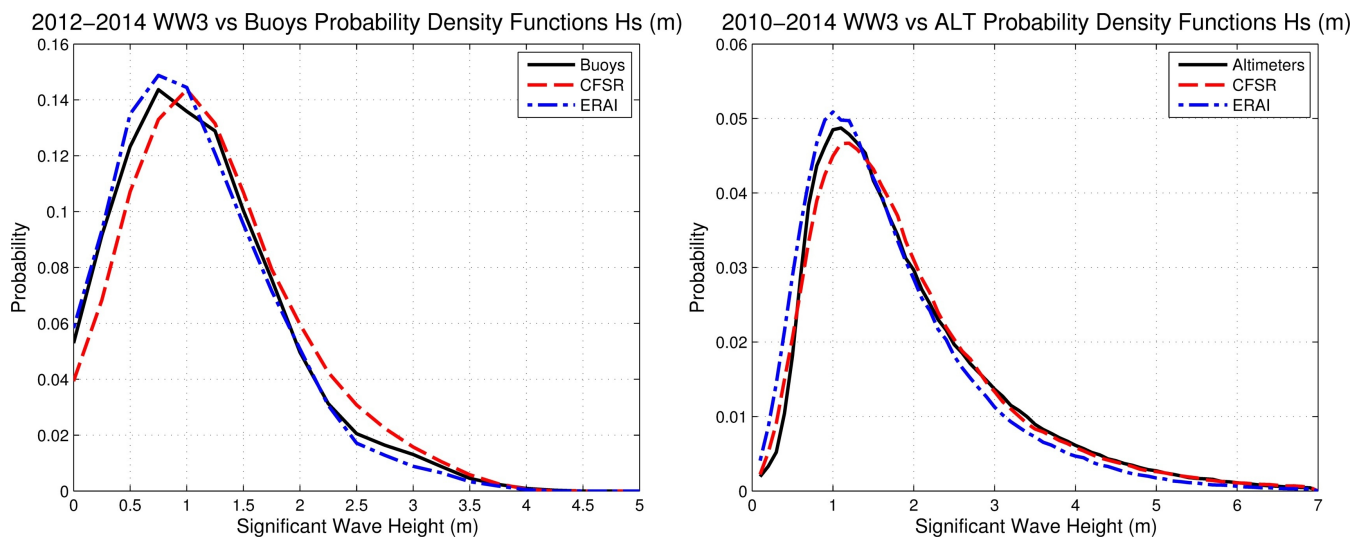 2012−2014 WW3 vs Buoys Probability Density Functions Hs (m)
0.16
0.14
0.12
0.1
0.08
0.06
0.04
0.02
0
Probability
Buoys
CFSR
ERAI
0 0.5 1 1.5 2 2.5 3 3.5 4 4.5 5
Significant Wave Height (m)
2010−2014 WW3 vs ALT Probability Density Functions Hs (m)
0.06
0.05
0.04
0.03
0.02
0.01
0
Probability
Altimeters
CFSR
ERAI
0 1 2 3 4 5 6 7
Significant Wave Height (m)